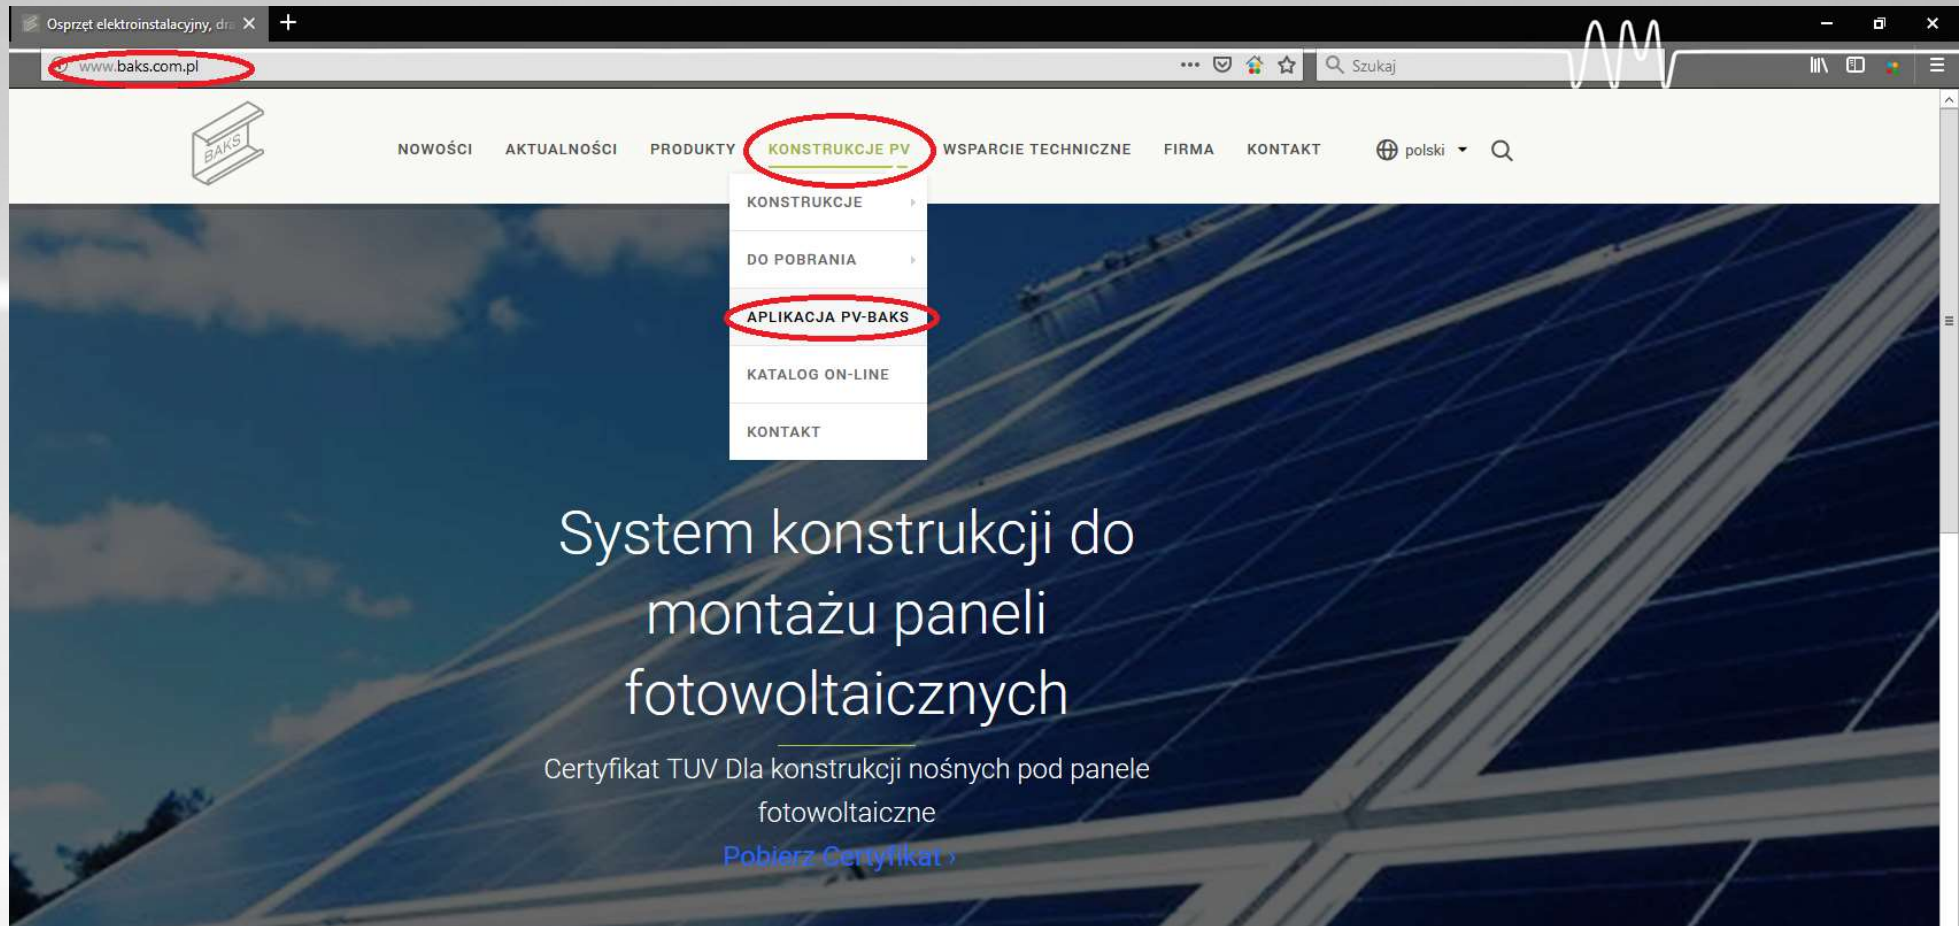 Osprzęt elektroinstalacyjny, dra
www.baks.com.pl
Szukaj
BAKS
NOWOŚCI AKTUALNOŚCI PRODUKTY KONSTRUKCJE PV WSPARCIE TECHNICZNE FIRMA KONTAKT polski
KONSTRUKCJE
DO POBRANIA
APLIKACJA PV-BAKS
KATALOG ON-LINE
KONTAKT
System konstrukcji do
montażu paneli
fotowoltaicznych
Certyfikat TUV Dla konstrukcji nośnych pod panele
fotowoltaiczne
Pobierz Certyfikat ›